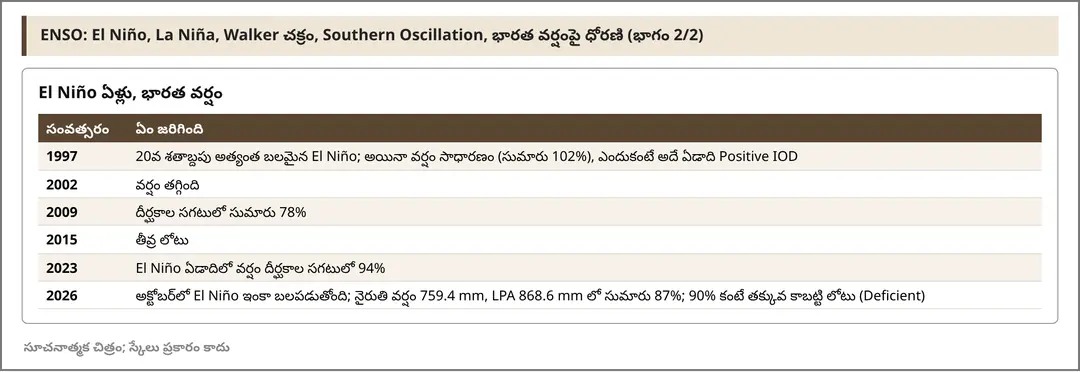 ENSO: El Niño, La Niña, Walker చక్రం, Southern Oscillation, భారత వర్షంపై ధోరణి (భాగం 2/2)
El Niño ఏళ్లు, భారత వర్షం
సంవత్సరం ఏం జరిగింది
1997 20వ శతాబ్దపు అత్యంత బలమైన El Niño; అయినా వర్షం సాధారణం (సుమారు 102%), ఎందుకంటే అదే ఏడాది Positive IOD
2002 వర్షం తగ్గింది
2009 దీర్ఘకాల సగటులో సుమారు 78%
2015 తీవ్ర లోటు
2023 El Niño ఏడాదిలో వర్షం దీర్ఘకాల సగటులో 94%
2026 అక్టోబర్‌లో El Niño ఇంకా బలపడుతోంది; నైరుతి వర్షం 759.4 mm, LPA 868.6 mm లో సుమారు 87%; 90% కంటే తక్కువ కాబట్టి లోటు (Deficient)
సూచనాత్మక చిత్రం; స్కేలు ప్రకారం కాదు